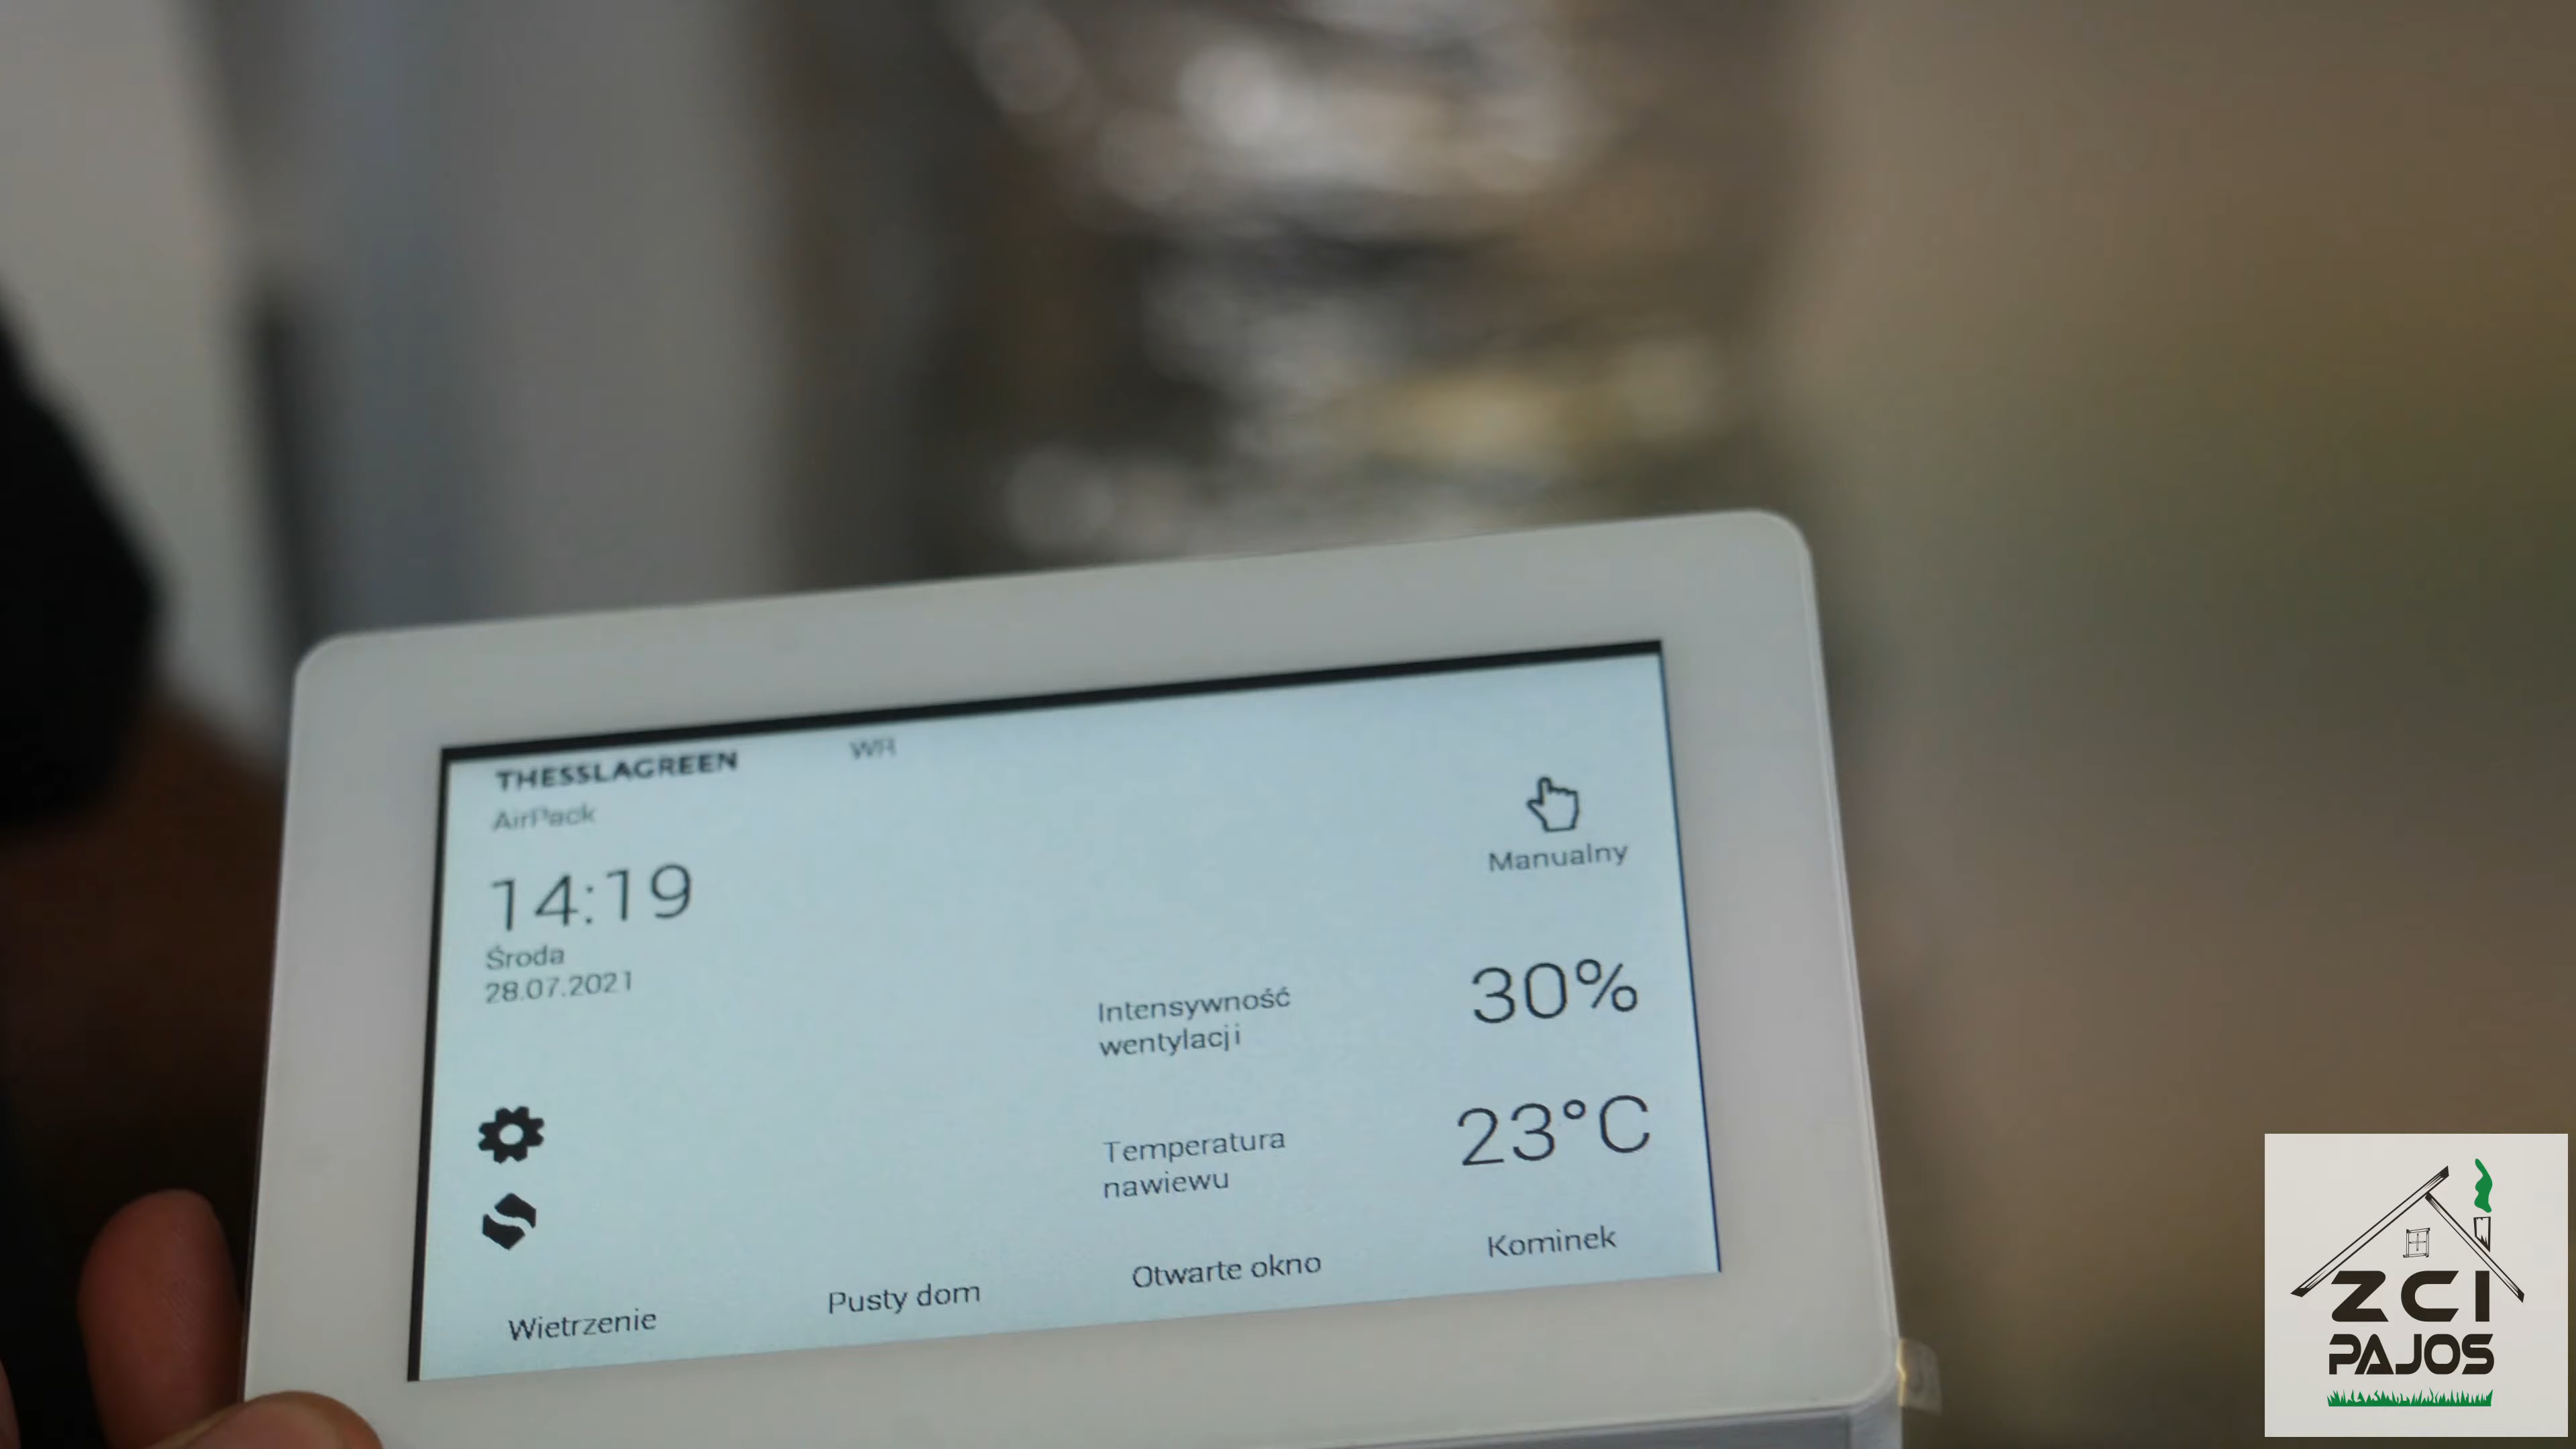 THESSLAGREEN WR
AirPack
14:19
Środa
28.07.2021
Manualny
Intensywność
wentylacji
30%
Temperatura
nawiewu
23°C
Wietrzenie
Pusty dom
Otwarte okno
Kominek
ZCI
PAJOS